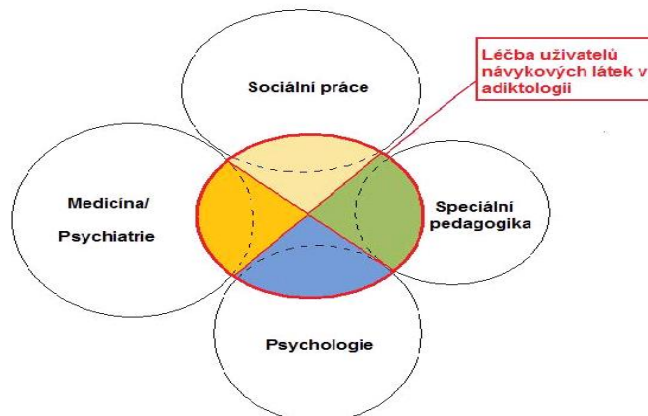 Léčba uživatelů
návykových látek v
adiktologii
Sociální práce
Medicína/
Psychiatrie
Speciální
pedagogika
Psychologie